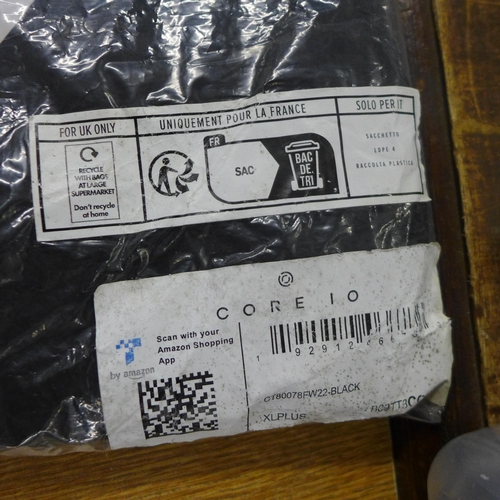 FOR UK ONLY
RECYCLE
WITH BAGS
AT LARGE
SUPERMARKET
Don't recycle
at home
UNIQUEMENT POUR LA FRANCE
FR
SAC
BAC
DE
TRI
SOLO PER IT
SACCHETTO
LDPE 4
RACCOLTA PLASTICA
CORE 10
Scan with your
Amazon Shopping
App
by amazon
1 92912
CT80078FW22-BLACK
XLPLUS